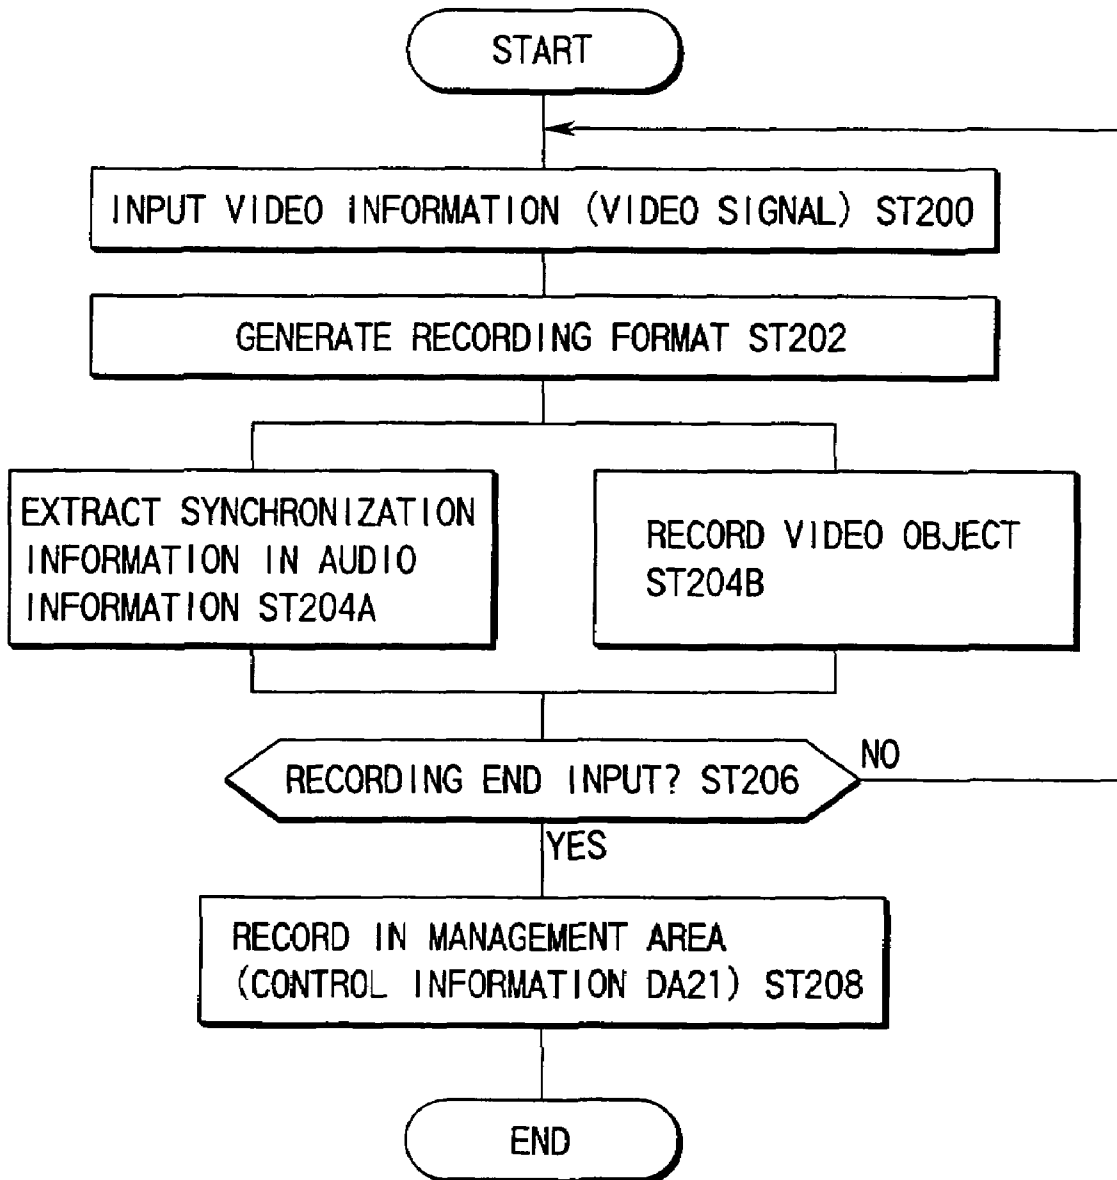 START
INPUT VIDEO INFORMATION (VIDEO SIGNAL) ST200
GENERATE RECORDING FORMAT ST202
EXTRACT SYNCHRONIZATION
INFORMATION IN AUDIO
INFORMATION ST204A
RECORD VIDEO OBJECT
ST204B
RECORDING END INPUT? ST206
NO
YES
RECORD IN MANAGEMENT AREA
(CONTROL INFORMATION DA21) ST208
END